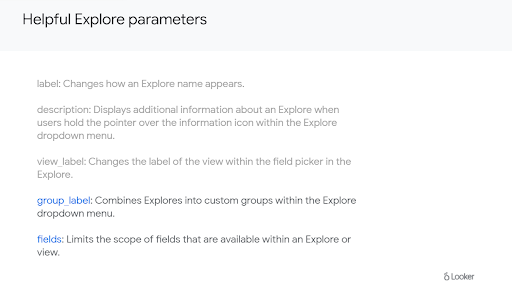 Helpful Explore parameters
label: Changes how an Explore name appears.
description: Displays additional information about an Explore when
users hold the pointer over the information icon within the Explore
dropdown menu.
view_label: Changes the label of the view within the field picker in the
Explore.
group_label: Combines Explores into custom groups within the Explore
dropdown menu.
fields: Limits the scope of fields that are available within an Explore or
view.
Looker